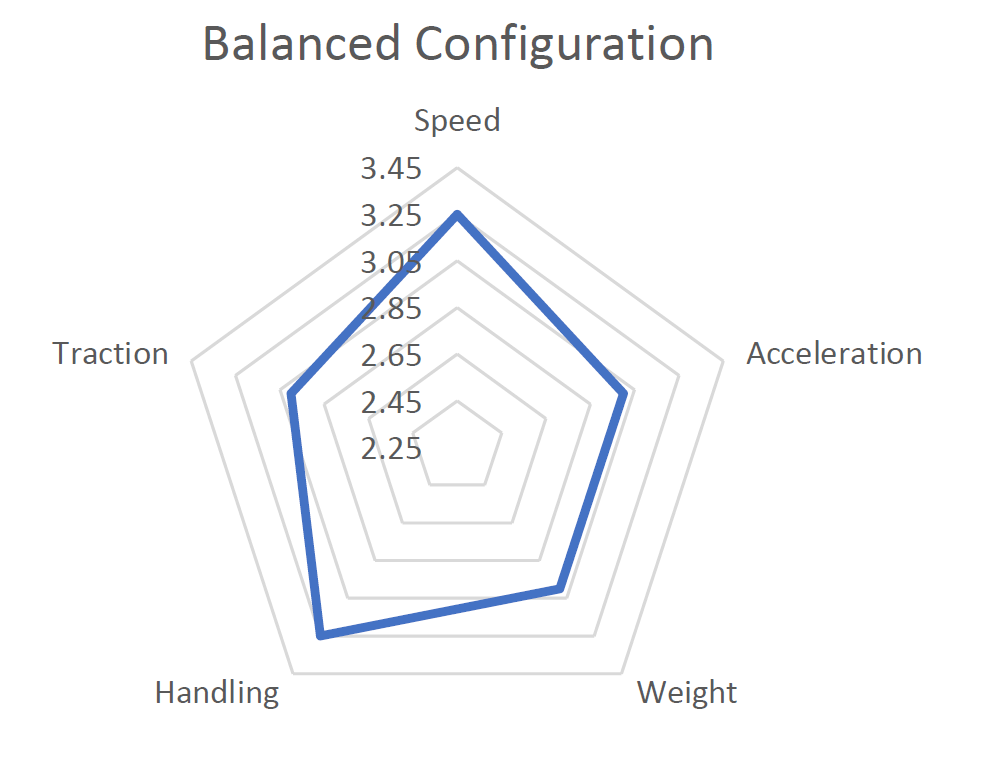 Balanced Configuration
Speed
3.45
3.25
3.05
2.85
2.65
2.45
2.25
Traction
Acceleration
Handling
Weight